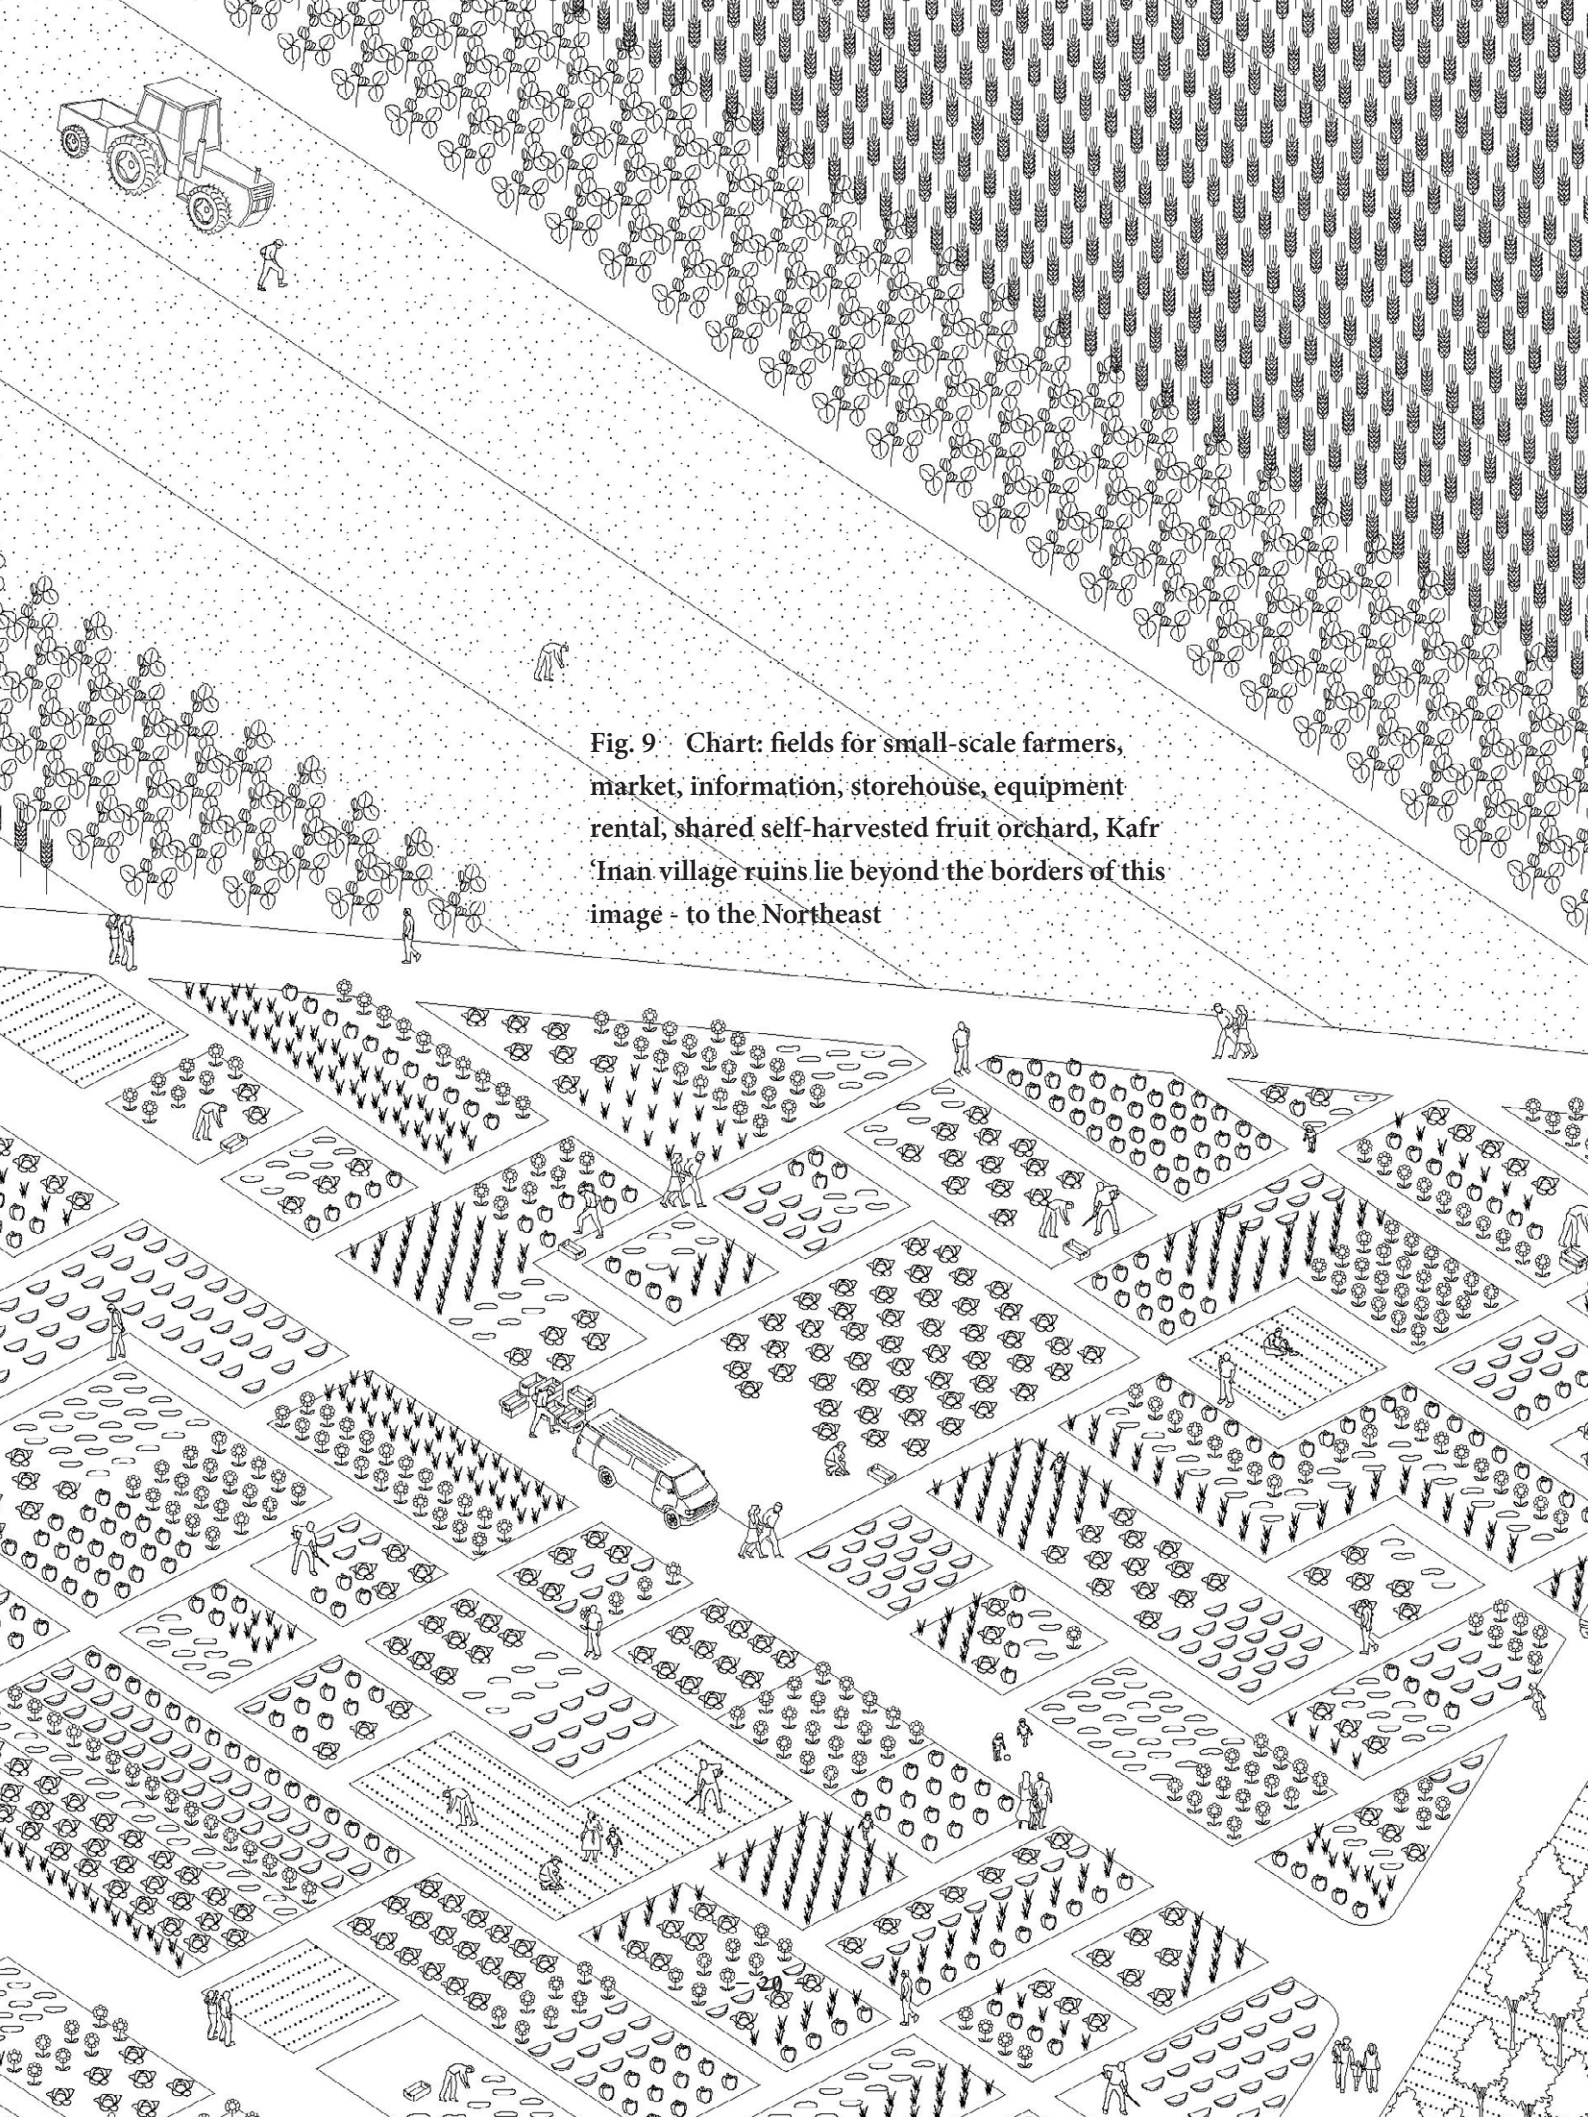 Fig. 9 Chart: fields for small-scale farmers,
market, information, storehouse, equipment
rental, shared self-harvested fruit orchard, Kafr
‘Inan village ruins lie beyond the borders of this
image - to the Northeast
20